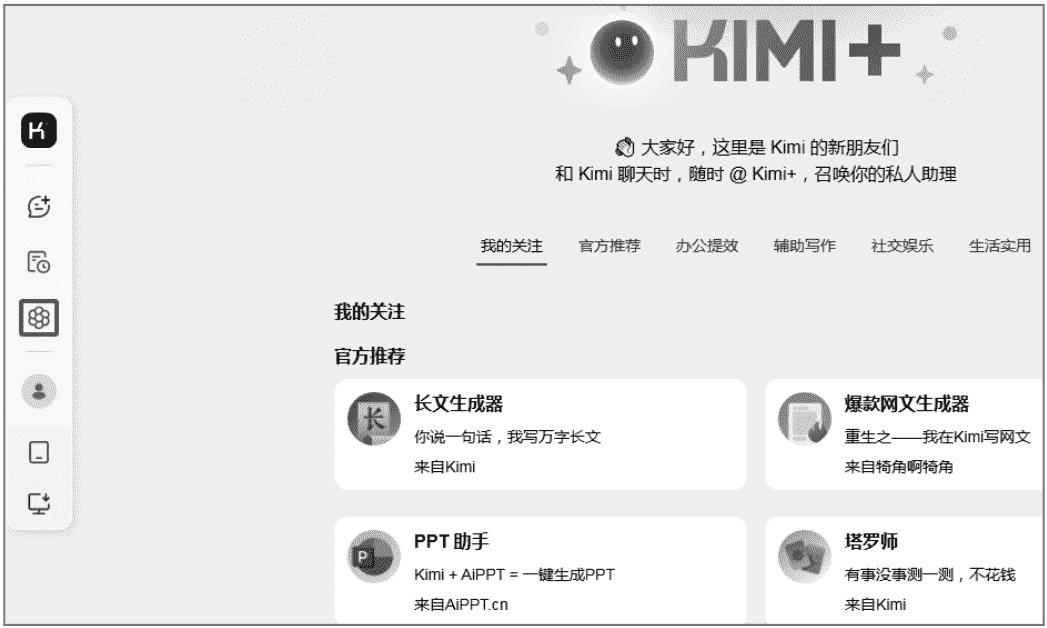 KIMI+
K
大家好，这里是 Kimi 的新朋友们
和 Kimi 聊天时，随时 @ Kimi+，召唤你的私人助理
我的关注 官方推荐 办公提效 辅助写作 社交娱乐 生活实用
我的关注
官方推荐
长
长文生成器
你说一句话，我写万字长文
来自Kimi
爆款网文生成器
重生之——我在Kimi写网文
来自犄角啊犄角
P
PPT 助手
Kimi + AiPPT = 一键生成PPT
来自AiPPT.cn
塔罗师
有事没事测一测，不花钱
来自Kimi